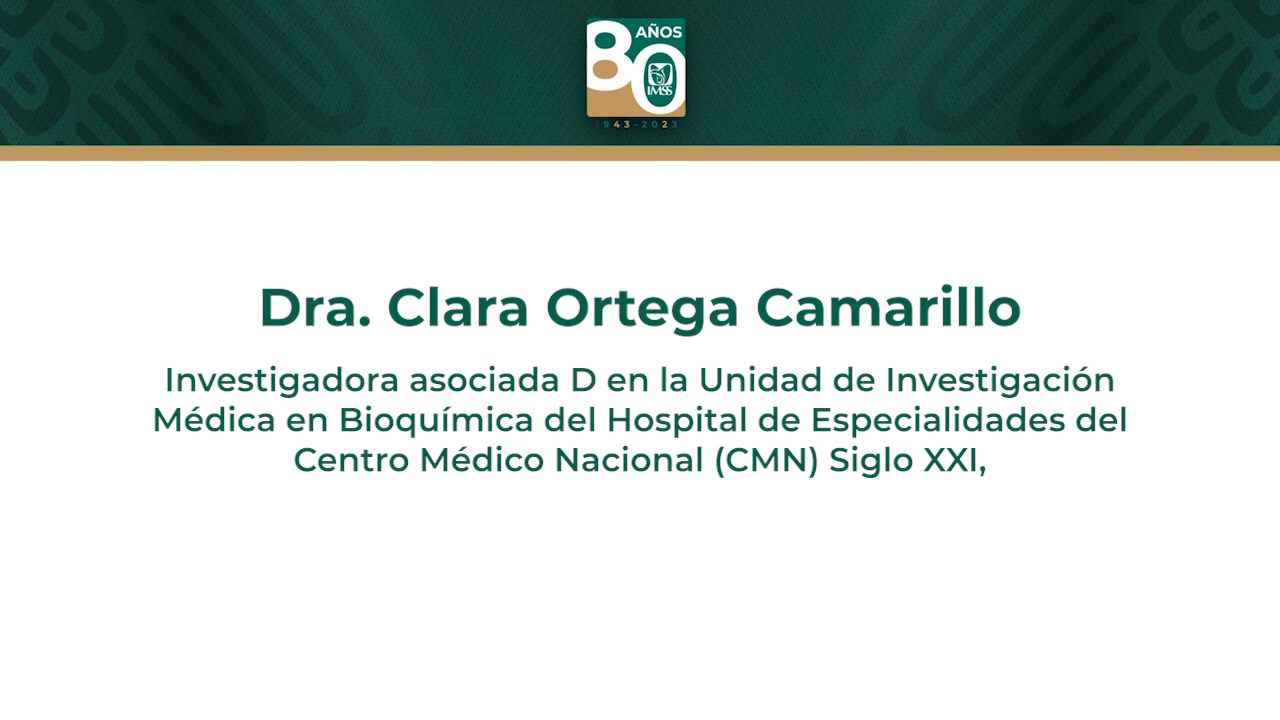 80 AÑOS
IMSS
1943-2023
Dra. Clara Ortega Camarillo
Investigadora asociada D en la Unidad de Investigación
Médica en Bioquímica del Hospital de Especialidades del
Centro Médico Nacional (CMN) Siglo XXI,